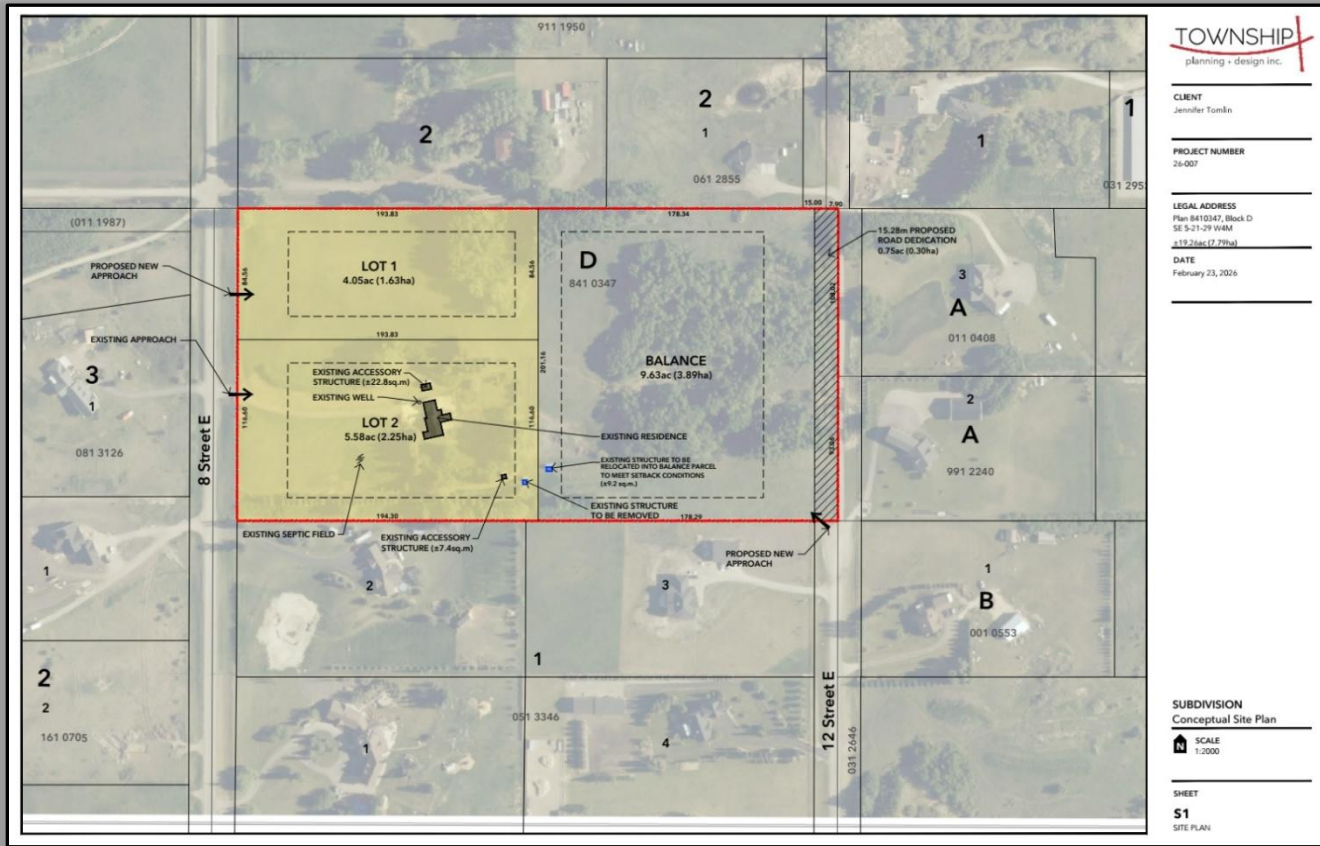 911 1950
2
2
1
061 2855
1
1
031 295
(011 1987)
193.83
178.34
15.00
7.90
15.28m PROPOSED
ROAD DEDICATION
0.75ac (0.30ha)
PROPOSED NEW
APPROACH
84.56
LOT 1
4.05ac (1.63ha)
84.56
D
841 0347
3
A
011 0408
EXISTING APPROACH
193.83
201.16
BALANCE
9.63ac (3.89ha)
3
1
081 3126
8 Street E
116.60
EXISTING ACCESSORY
STRUCTURE (±22.8sq.m)
EXISTING WELL
LOT 2
5.58ac (2.25ha)
116.60
EXISTING RESIDENCE
EXISTING STRUCTURE TO BE
RELOCATED INTO BALANCE PARCEL
TO MEET SETBACK CONDITIONS
(±9.2 sq.m.)
EXISTING STRUCTURE
TO BE REMOVED
2
A
991 2240
194.30
178.29
EXISTING SEPTIC FIELD
EXISTING ACCESSORY
STRUCTURE (±7.4sq.m)
PROPOSED NEW
APPROACH
1
2
3
1
B
001 0553
1
2
2
161 0705
1
051 3346
4
12 Street E
031 2646
TOWNSHIP
planning + design inc.
CLIENT
Jennifer Tomlin
PROJECT NUMBER
26-007
LEGAL ADDRESS
Plan 8410347, Block D
SE 5-21-29 W4M
±19.26ac (7.79ha)
DATE
February 23, 2026
SUBDIVISION
Conceptual Site Plan
N
SCALE
1:2000
SHEET
S1
SITE PLAN